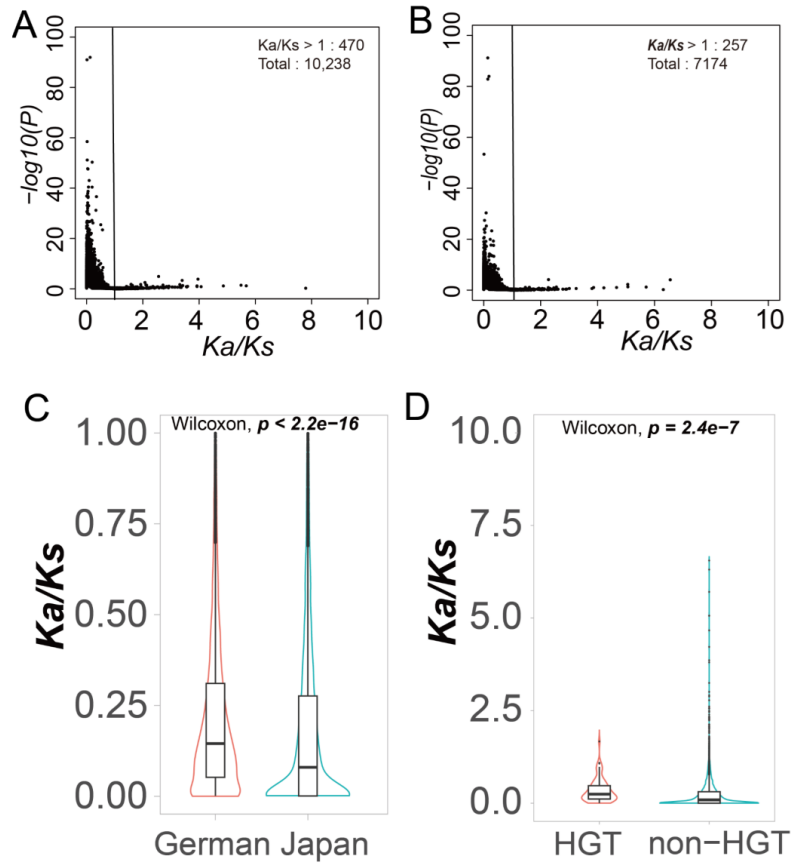 A
100
80
60
40
20
0
−log10(P)
Ka/Ks > 1 : 470
Total : 10,238
0 2 4 6 8 10
Ka/Ks
B
100
80
60
40
20
0
−log10(P)
Ka/Ks > 1 : 257
Total : 7174
0 2 4 6 8 10
Ka/Ks
C
Wilcoxon, p < 2.2e−16
1.00
0.75
0.50
0.25
0.00
Ka/Ks
German Japan
D
Wilcoxon, p = 2.4e−7
10.0
7.5
5.0
2.5
0.0
Ka/Ks
HGT non−HGT